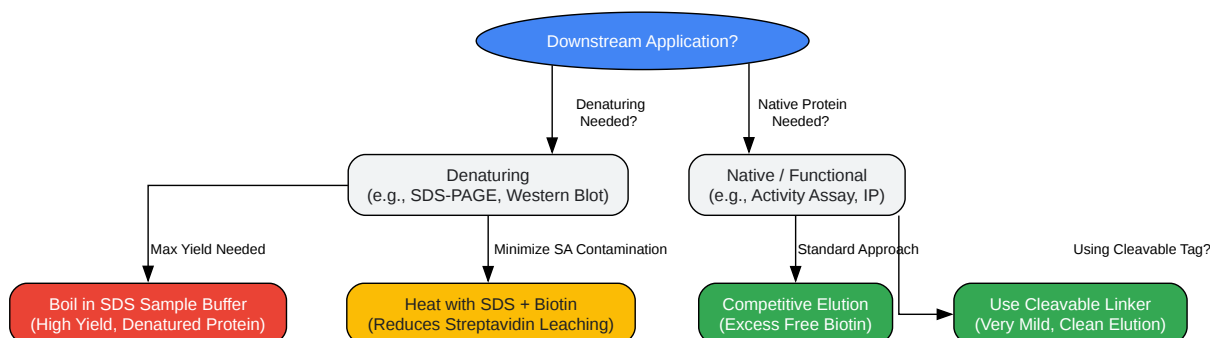 Downstream Application?
Denaturing
Needed?
Native Protein
Needed?
Denaturing
(e.g., SDS-PAGE, Western Blot)
Native / Functional
(e.g., Activity Assay, IP)
Max Yield Needed
Minimize SA Contamination
Standard Approach
Using Cleavable Tag?
Boil in SDS Sample Buffer
(High Yield, Denatured Protein)
Heat with SDS + Biotin
(Reduces Streptavidin Leaching)
Competitive Elution
(Excess Free Biotin)
Use Cleavable Linker
(Very Mild, Clean Elution)